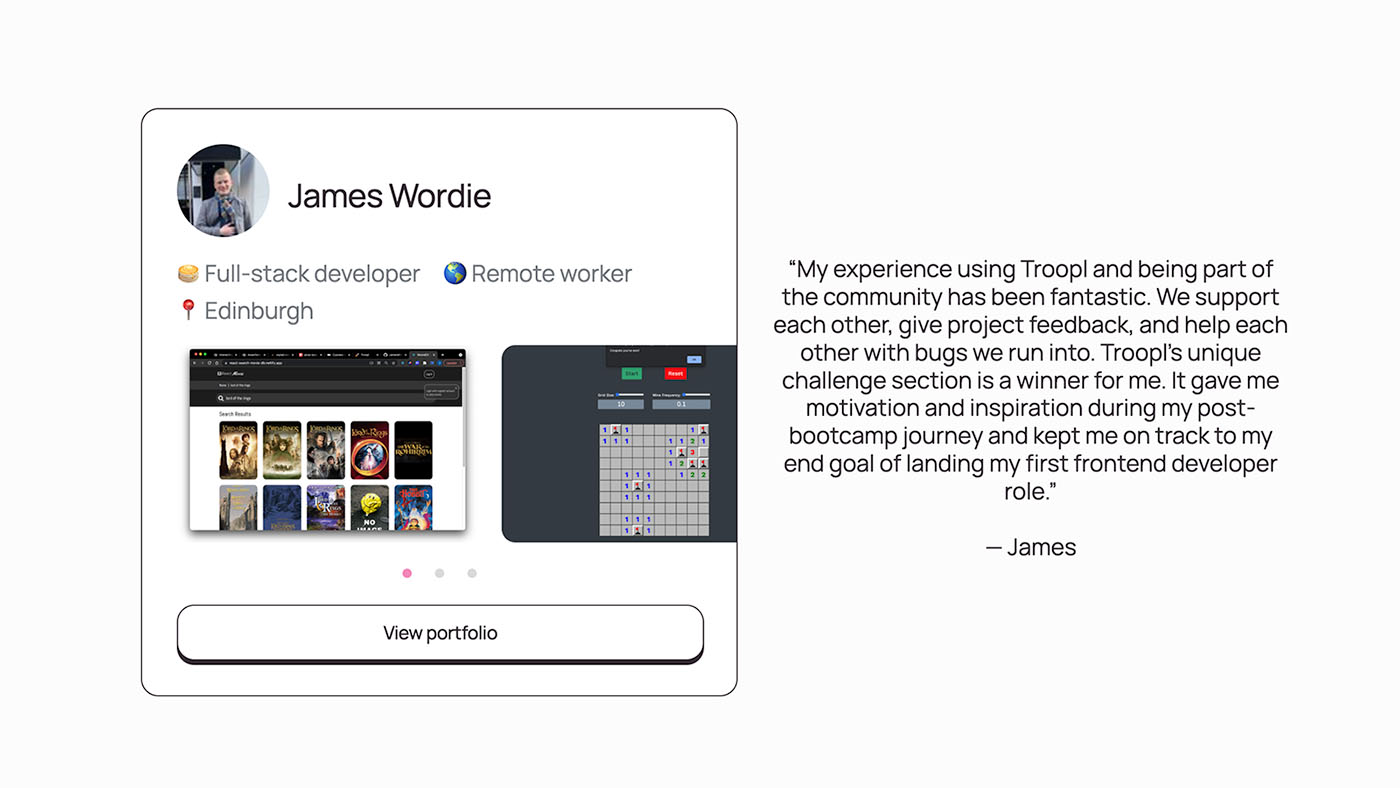 James Wordie
Full-stack developer
Remote worker
Edinburgh
Search Results
NO
IMAGE
Start
Reset
Grid Size
Mine Frequency
10
0.1
View portfolio
“My experience using Troopl and being part of
the community has been fantastic. We support
each other, give project feedback, and help each
other with bugs we run into. Troopl’s unique
challenge section is a winner for me. It gave me
motivation and inspiration during my post-
bootcamp journey and kept me on track to my
end goal of landing my first frontend developer
role.”
— James